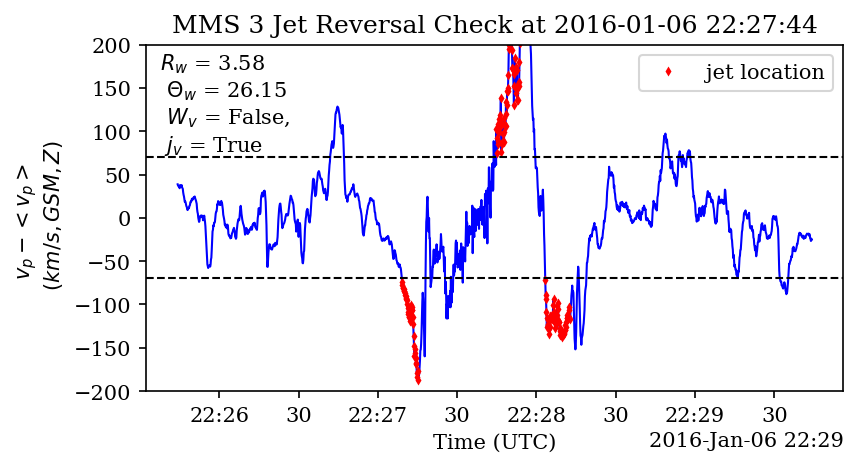 MMS 3 Jet Reversal Check at 2016-01-06 22:27:44
R_w = 3.58
Θ_w = 26.15
W_v = False,
j_v = True
jet location
v_p − < v_p >
(km/s, GSM, Z)
200
150
100
50
0
−50
−100
−150
−200
22:26 30 22:27 30 22:28 30 22:29 30
Time (UTC)
2016-Jan-06 22:29